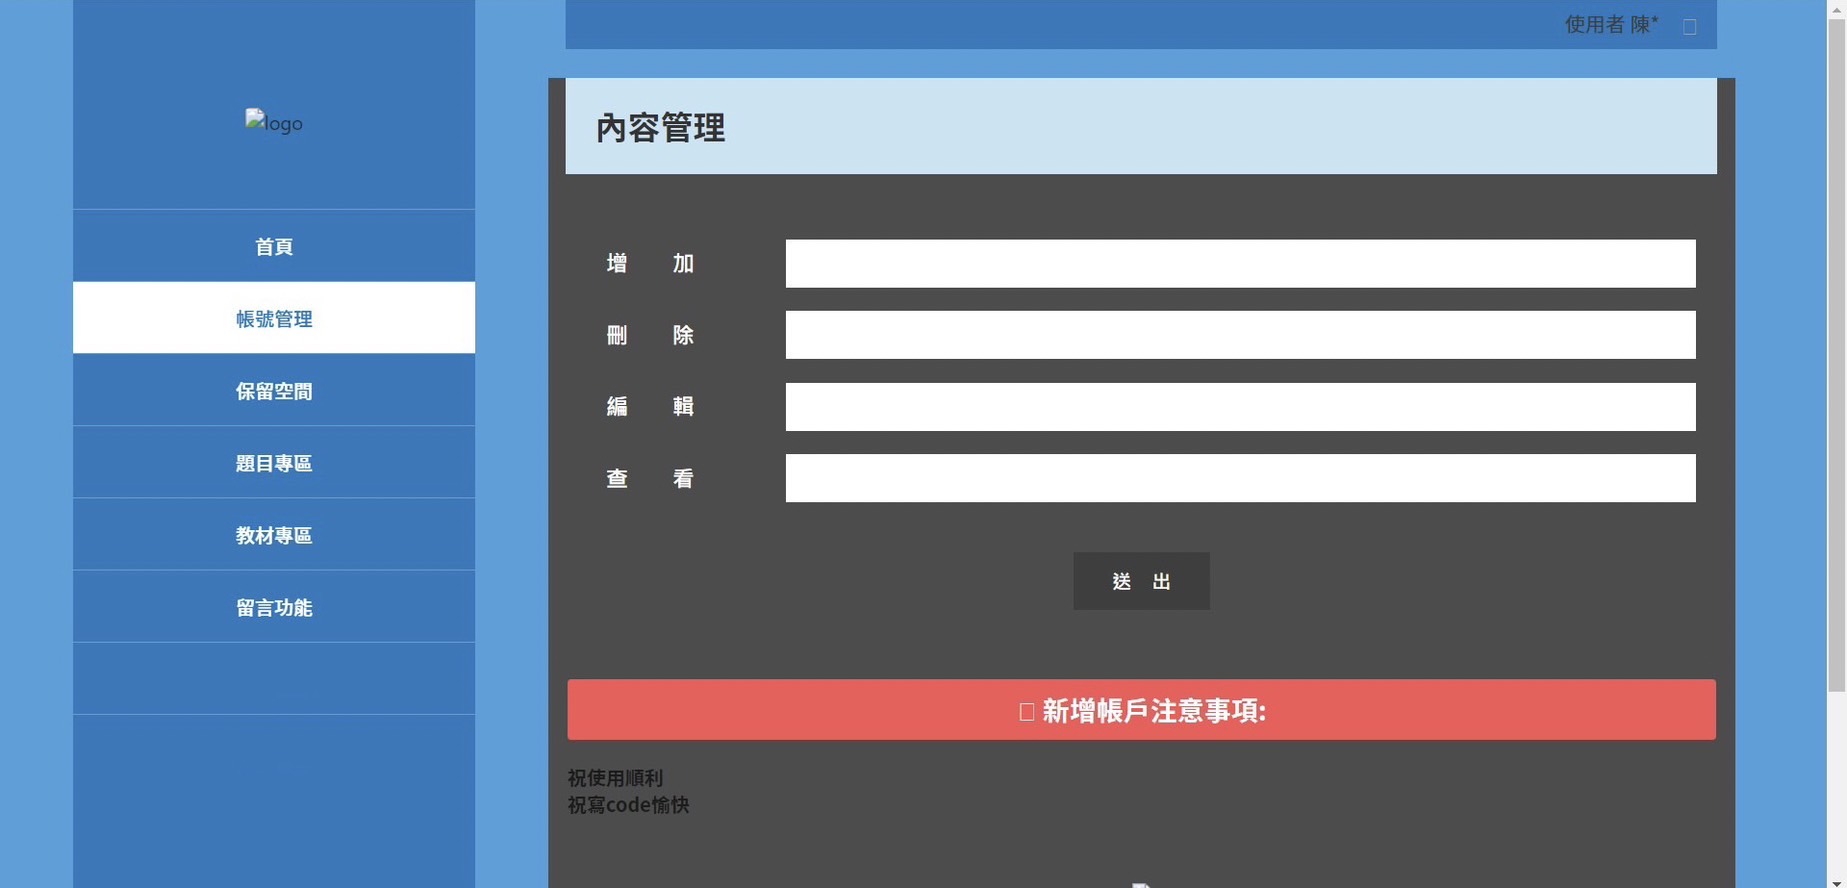 使用者 陳*
logo
首頁
帳號管理
保留空間
題目專區
教材專區
留言功能
內容管理
增 加
刪 除
編 輯
查 看
送 出
新增帳戶注意事項:
祝使用順利
祝寫code愉快